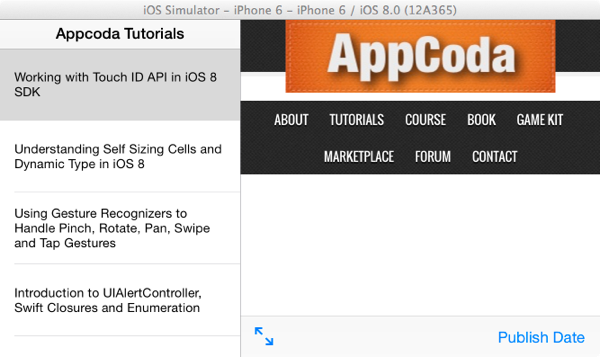 iOS Simulator - iPhone 6 - iPhone 6 / iOS 8.0 (12A365)
Appcoda Tutorials
Working with Touch ID API in iOS 8
SDK
Understanding Self Sizing Cells and
Dynamic Type in iOS 8
Using Gesture Recognizers to
Handle Pinch, Rotate, Pan, Swipe
and Tap Gestures
Introduction to UIAlertController,
Swift Closures and Enumeration
AppCoda
ABOUT TUTORIALS COURSE BOOK GAME KIT
MARKETPLACE FORUM CONTACT
Publish Date